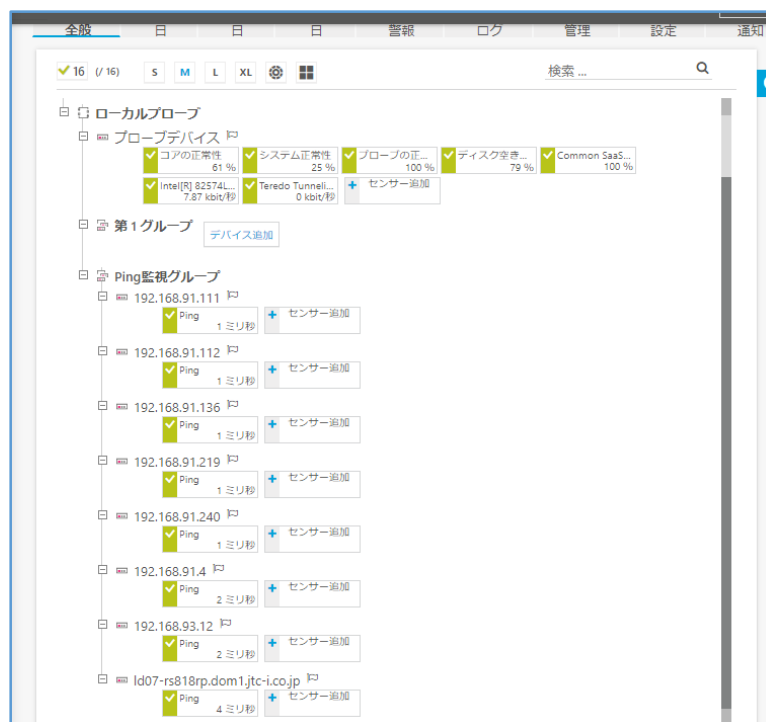 全般 日 日 日 警報 ログ 管理 設定 通知
16 (/ 16) S M L XL 検索 ...
ローカルプローブ
プローブデバイス
コアの正常性 システム正常性 プローブの正... ディスク空き... Common SaaS...
61 % 25 % 100 % 79 % 100 %
Intel[R] 82574L... Teredo Tunneli... + センサー追加
7.87 kbit/秒 0 kbit/秒
第 1 グループ デバイス追加
Ping監視グループ
192.168.91.111
Ping + センサー追加
1 ミリ秒
192.168.91.112
Ping + センサー追加
1 ミリ秒
192.168.91.136
Ping + センサー追加
1 ミリ秒
192.168.91.219
Ping + センサー追加
1 ミリ秒
192.168.91.240
Ping + センサー追加
1 ミリ秒
192.168.91.4
Ping + センサー追加
2 ミリ秒
192.168.93.12
Ping + センサー追加
2 ミリ秒
ld07-rs818rp.dom1.jtc-i.co.jp
Ping + センサー追加
4 ミリ秒